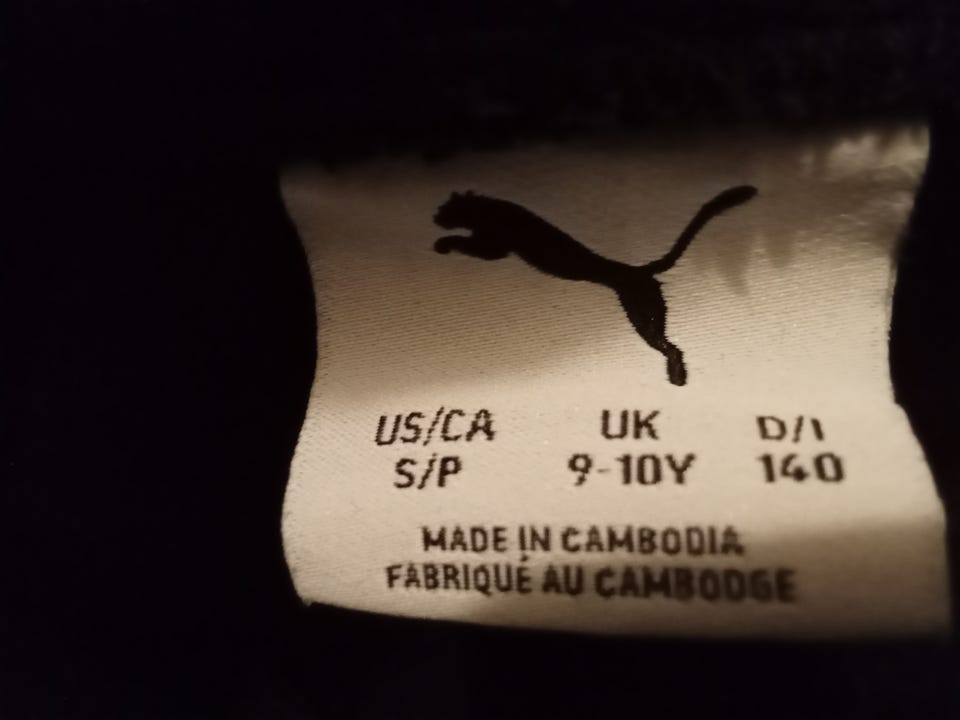 US/CA UK D/I
S/P 9-10Y 140
MADE IN CAMBODIA
FABRIQUÉ AU CAMBODGE